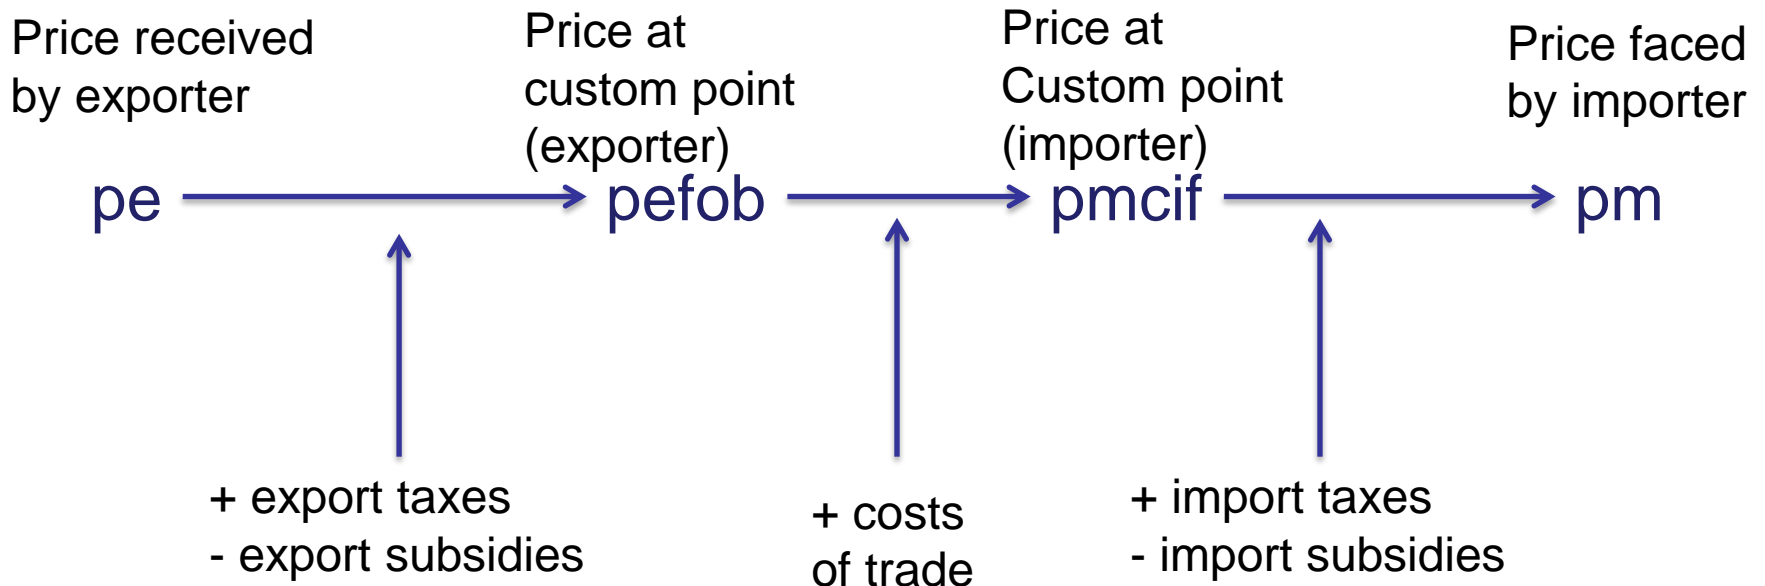 Price received
by exporter
Price at
custom point
(exporter)
Price at
Custom point
(importer)
Price faced
by importer
pe
pefob
pmcif
pm
+ export taxes
- export subsidies
+ costs
of trade
+ import taxes
- import subsidies